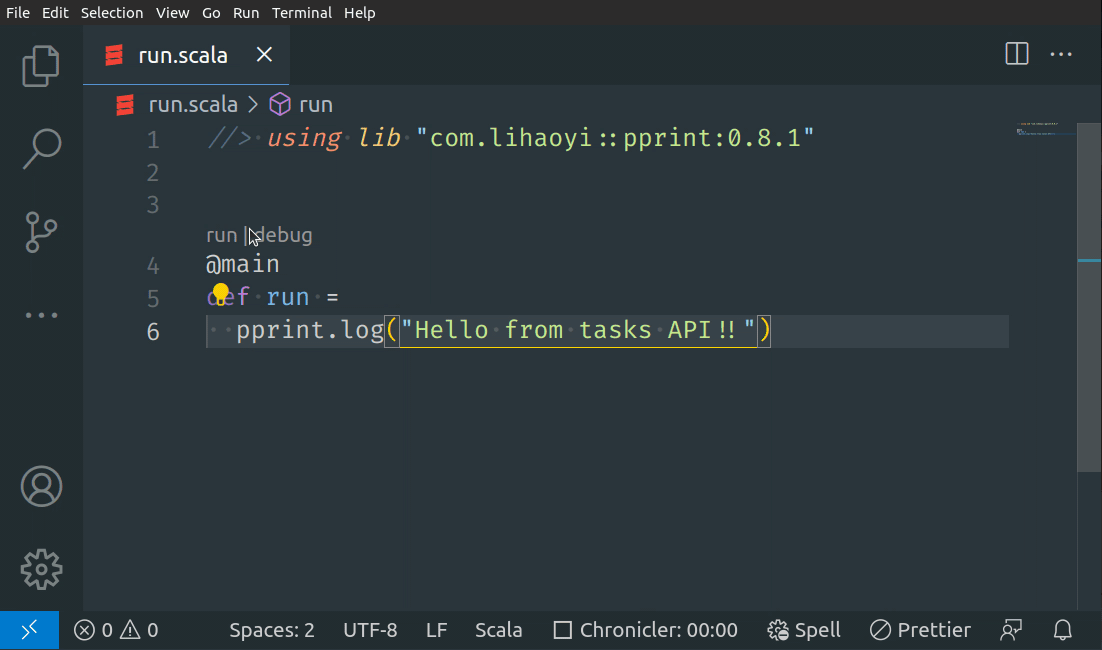 File Edit Selection View Go Run Terminal Help
run.scala
run.scala > run
1 //> using lib "com.lihaoyi::pprint:0.8.1"
2
3
run | debug
4 @main
5 def run =
6 pprint.log("Hello from tasks API!!")
0 0 Spaces: 2 UTF-8 LF Scala Chronicler: 00:00 Spell Prettier